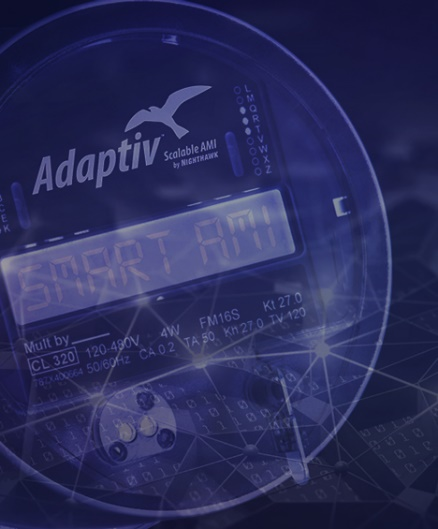 Adaptiv
Scalable AMI
by NIGHTHAWK
L
M
Q
R
T
V
W
X
Z
E
K
SMART AMI
Mult by
4W FM16S Kt 27.0
CL 320 120-480V CA 0.2 TA 50 Kh 27.0 TV 120
50/60HZ